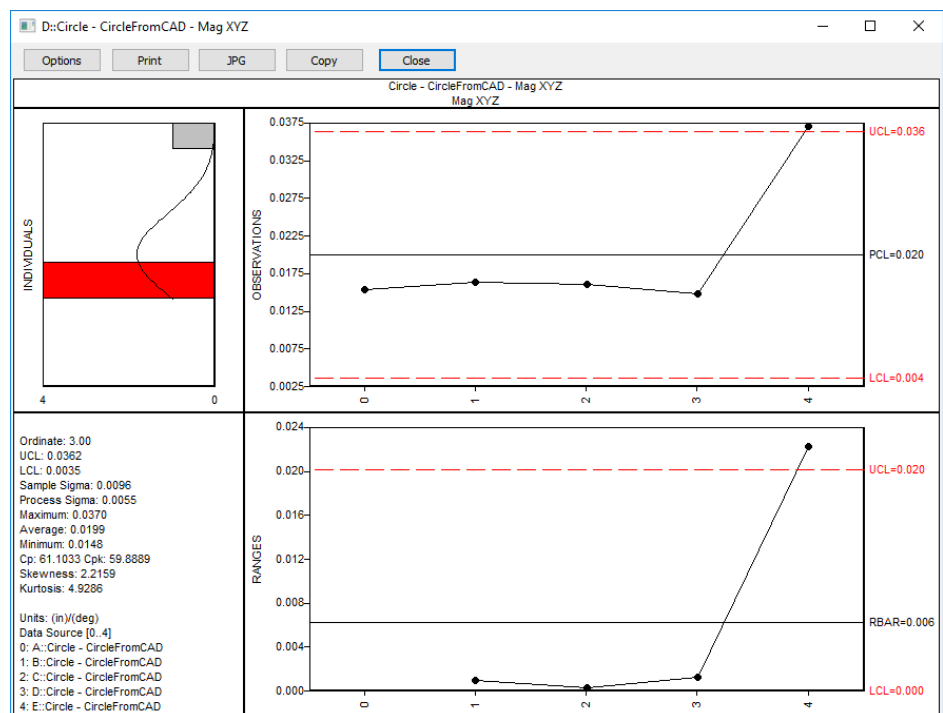 D::Circle - CircleFromCAD - Mag XYZ
Options Print JPG Copy Close
Circle - CircleFromCAD - Mag XYZ
Mag XYZ
INDIVIDUALS
4 0
OBSERVATIONS
0.0375
0.0325
0.0275
0.0225
0.0175
0.0125
0.0075
0.0025
UCL=0.036
PCL=0.020
LCL=0.004
0 1 2 3 4
Ordinate: 3.00
UCL: 0.0362
LCL: 0.0035
Sample Sigma: 0.0096
Process Sigma: 0.0055
Maximum: 0.0370
Average: 0.0199
Minimum: 0.0148
Cp: 61.1033 Cpk: 59.8889
Skewness: 2.2159
Kurtosis: 4.9286
Units: (in)/(deg)
Data Source [0..4]
0: A::Circle - CircleFromCAD
1: B::Circle - CircleFromCAD
2: C::Circle - CircleFromCAD
3: D::Circle - CircleFromCAD
4: E::Circle - CircleFromCAD
RANGES
0.024
0.020
0.016
0.012
0.008
0.004
0.000
UCL=0.020
RBAR=0.006
LCL=0.000
0 1 2 3 4